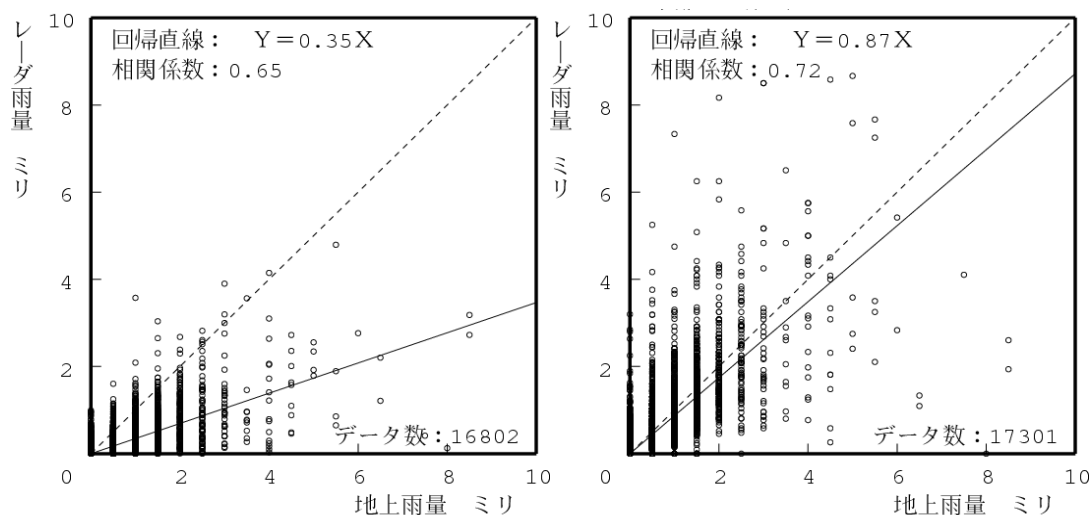 回帰直線： Ｙ＝0.35Ｘ
相関係数：0.65
レーダ雨量 ミリ
10
8
6
4
2
0
データ数：16802
0 2 4 6 8 10
地上雨量 ミリ
回帰直線： Ｙ＝0.87Ｘ
相関係数：0.72
レーダ雨量 ミリ
10
8
6
4
2
0
データ数：17301
0 2 4 6 8 10
地上雨量 ミリ